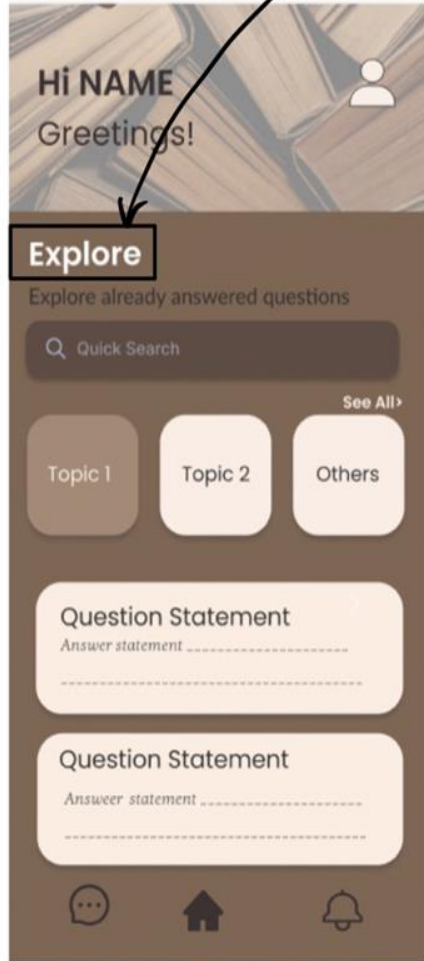 Hi NAME
Greetings!
Explore
Explore already answered questions
Quick Search
See All>
Topic 1 Topic 2 Others
Question Statement
Answer statement
Question Statement
Answeer statement